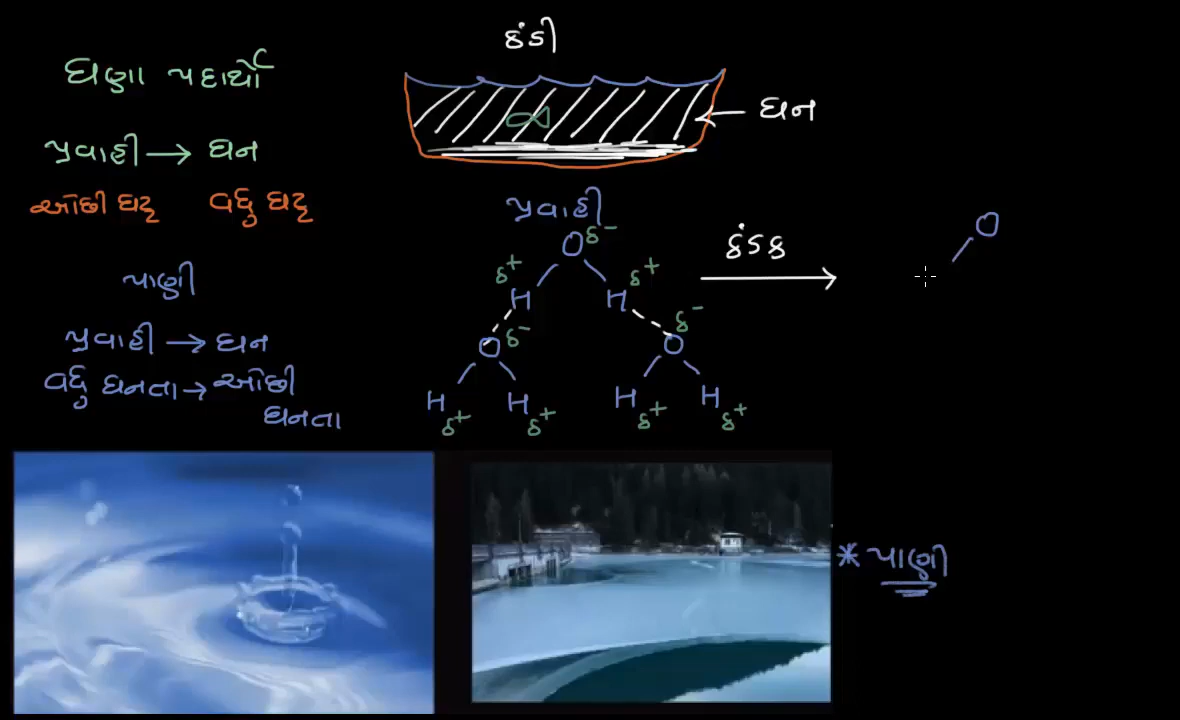 ઘણા પદાર્થો
પ્રવાહી → ઘન
ઓછી ઘટ્ટ વધુ ઘટ્ટ
પાણી
પ્રવાહી → ઘન
વધુ ઘનતા → ઓછી
ઘનતા
ઠંડી
← ઘન
પ્રવાહી
O δ-
δ+ δ+
H H
δ- δ-
O O
H H H H
δ+ δ+ δ+ δ+
ઠંડક
O
* પાણી